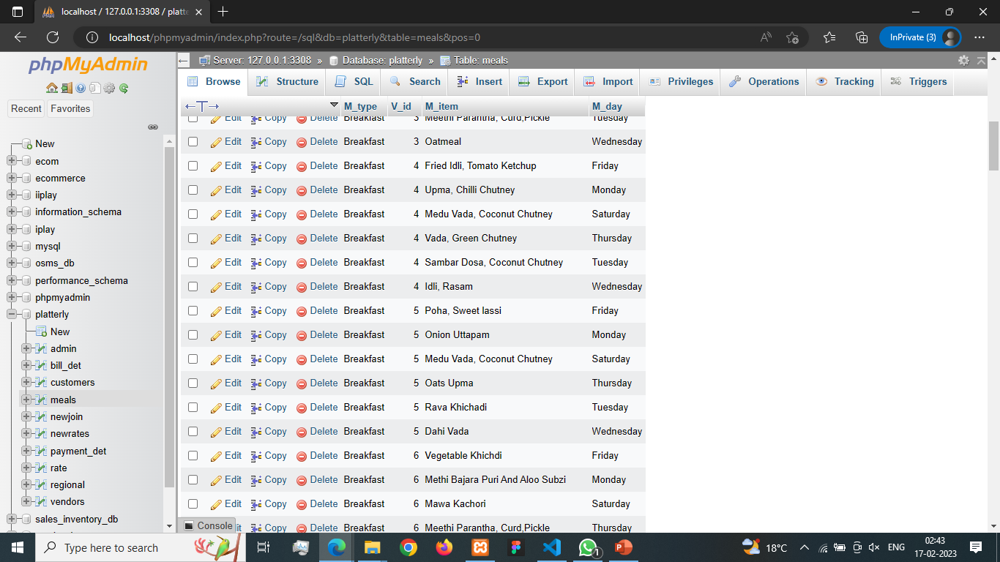 localhost / 127.0.0.1:3308 / platte
localhost/phpmyadmin/index.php?route=/sql&db=platterly&table=meals&pos=0
InPrivate (3)
phpMyAdmin
Recent Favorites
New
ecom
ecommerce
iiplay
information_schema
iplay
mysql
osms_db
performance_schema
phpmyadmin
platterly
New
admin
bill_det
customers
meals
newjoin
newrates
payment_det
rate
regional
vendors
sales_inventory_db
Server: 127.0.0.1:3308 » Database: platterly » Table: meals
Browse Structure SQL Search Insert Export Import Privileges Operations Tracking Triggers
M_type V_id M_item M_day
Edit Copy Delete Breakfast 3 Meethi Parantha, Curd,Pickle Tuesday
Edit Copy Delete Breakfast 3 Oatmeal Wednesday
Edit Copy Delete Breakfast 4 Fried Idli, Tomato Ketchup Friday
Edit Copy Delete Breakfast 4 Upma, Chilli Chutney Monday
Edit Copy Delete Breakfast 4 Medu Vada, Coconut Chutney Saturday
Edit Copy Delete Breakfast 4 Vada, Green Chutney Thursday
Edit Copy Delete Breakfast 4 Sambar Dosa, Coconut Chutney Tuesday
Edit Copy Delete Breakfast 4 Idli, Rasam Wednesday
Edit Copy Delete Breakfast 5 Poha, Sweet lassi Friday
Edit Copy Delete Breakfast 5 Onion Uttapam Monday
Edit Copy Delete Breakfast 5 Medu Vada, Coconut Chutney Saturday
Edit Copy Delete Breakfast 5 Oats Upma Thursday
Edit Copy Delete Breakfast 5 Rava Khichadi Tuesday
Edit Copy Delete Breakfast 5 Dahi Vada Wednesday
Edit Copy Delete Breakfast 6 Vegetable Khichdi Friday
Edit Copy Delete Breakfast 6 Methi Bajara Puri And Aloo Subzi Monday
Edit Copy Delete Breakfast 6 Mawa Kachori Saturday
Copy Delete Breakfast 6 Meethi Parantha, Curd,Pickle Thursday
Console
Type here to search
1
18°C
ENG
02:43
17-02-2023